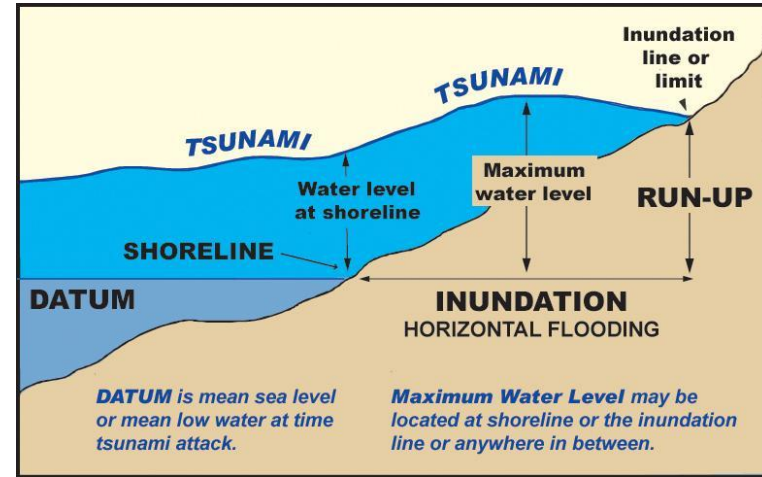 Inundation
line or
limit
TSUNAMI
TSUNAMI
Water level
at shoreline
Maximum
water level
RUN-UP
SHORELINE
DATUM
INUNDATION
HORIZONTAL FLOODING
DATUM is mean sea level
or mean low water at time
tsunami attack.
Maximum Water Level may be
located at shoreline or the inundation
line or anywhere in between.